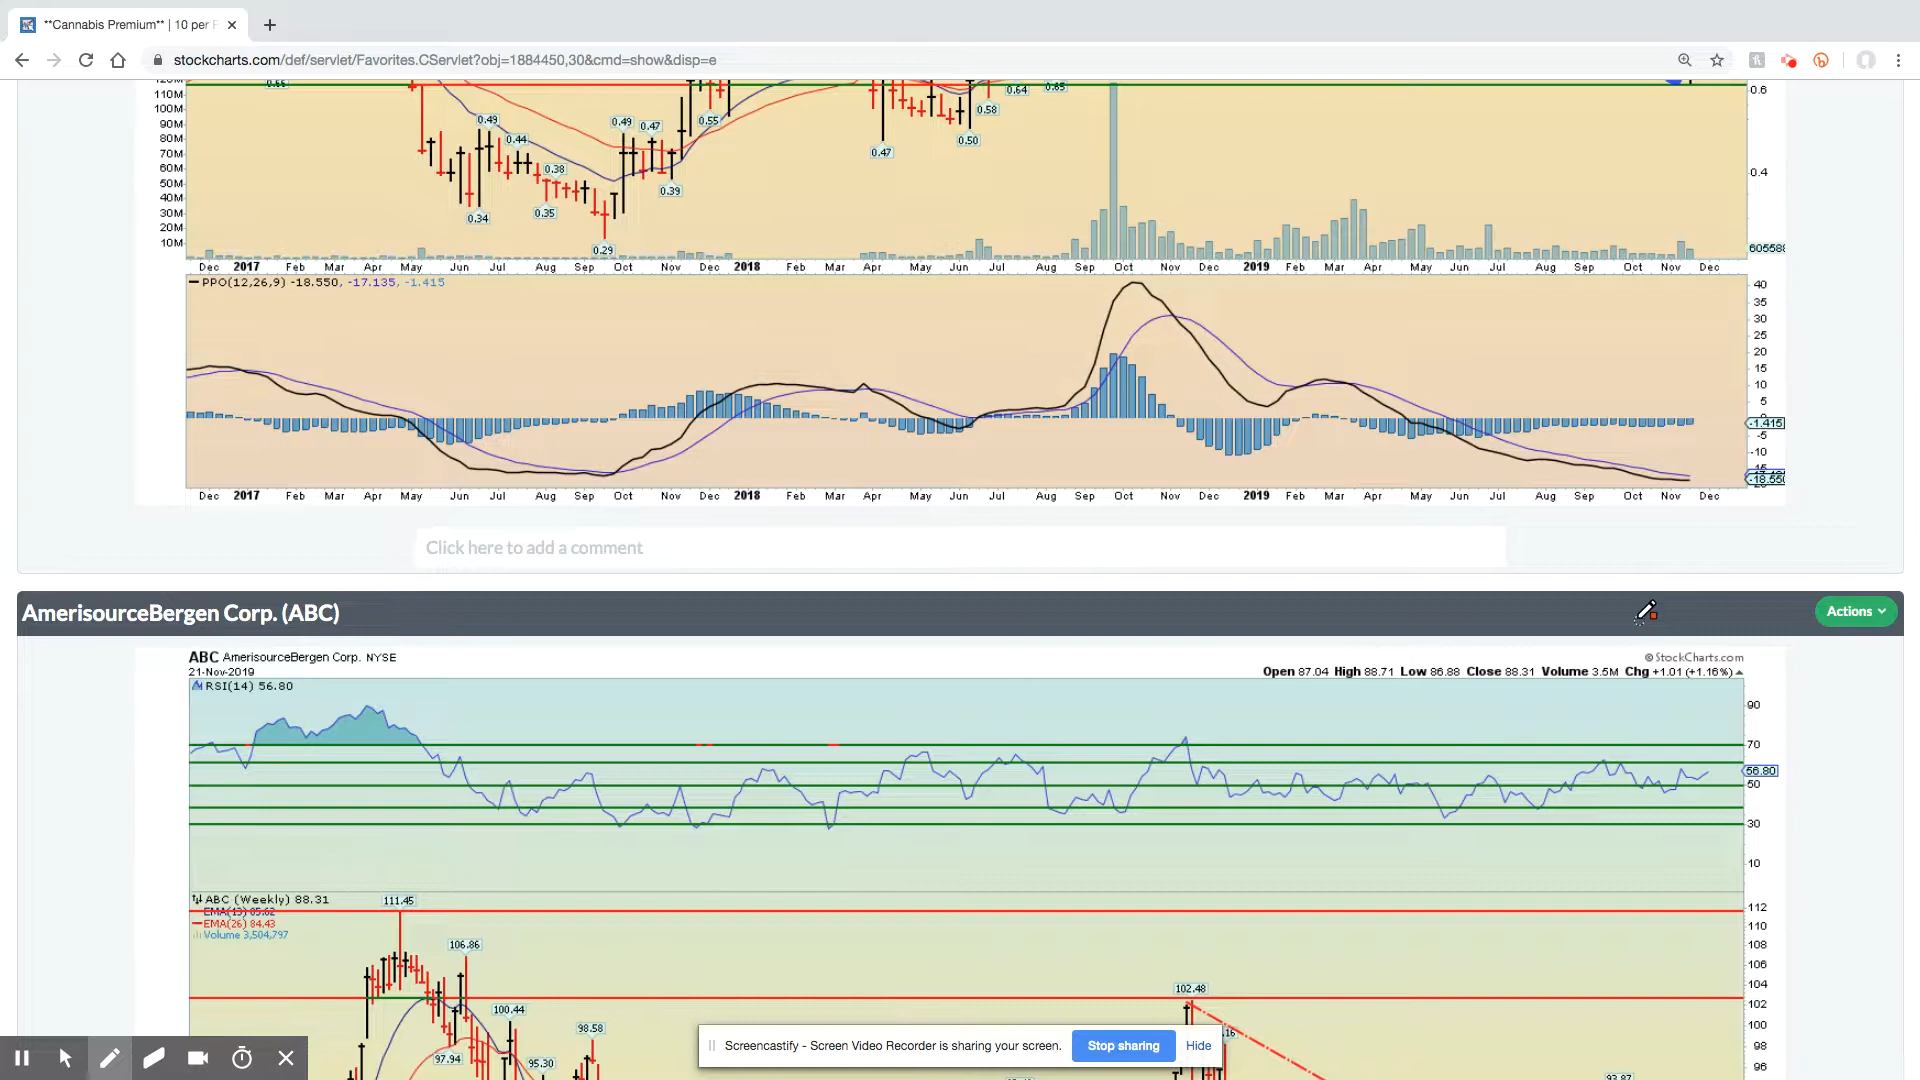 **Cannabis Premium** | 10 per
stockcharts.com/def/servlet/Favorites.CServlet?obj=1884450,30&cmd=show&disp=e
0.64 0.65 0.6
110M
100M 0.49 0.49 0.47 0.55 0.58
90M
80M 0.44 0.50
70M 0.47
60M 0.38 0.4
50M 0.39
40M
30M 0.34 0.35
20M
10M 0.29 605588
Dec 2017 Feb Mar Apr May Jun Jul Aug Sep Oct Nov Dec 2018 Feb Mar Apr May Jun Jul Aug Sep Oct Nov Dec 2019 Feb Mar Apr May Jun Jul Aug Sep Oct Nov Dec
PPO(12,26,9) -18.550, -17.135, -1.415
40
35
30
25
20
15
10
5
-1.415
-5
-10
-18.550
Dec 2017 Feb Mar Apr May Jun Jul Aug Sep Oct Nov Dec 2018 Feb Mar Apr May Jun Jul Aug Sep Oct Nov Dec 2019 Feb Mar Apr May Jun Jul Aug Sep Oct Nov Dec
Click here to add a comment
AmerisourceBergen Corp. (ABC)
Actions
ABC AmerisourceBergen Corp. NYSE
© StockCharts.com
21-Nov-2019
Open 87.04 High 88.71 Low 86.88 Close 88.31 Volume 3.5M Chg +1.01 (+1.16%)
RSI(14) 56.80
90
70
56.80
50
30
10
ABC (Weekly) 88.31 111.45
EMA(13) 85.62 112
EMA(26) 84.43 110
Volume 3,504,797
106.86 108
106
102.48 104
102
100.44 100
98.58
97.94 98
95.30 96
Screencastify - Screen Video Recorder is sharing your screen.
Stop sharing
Hide